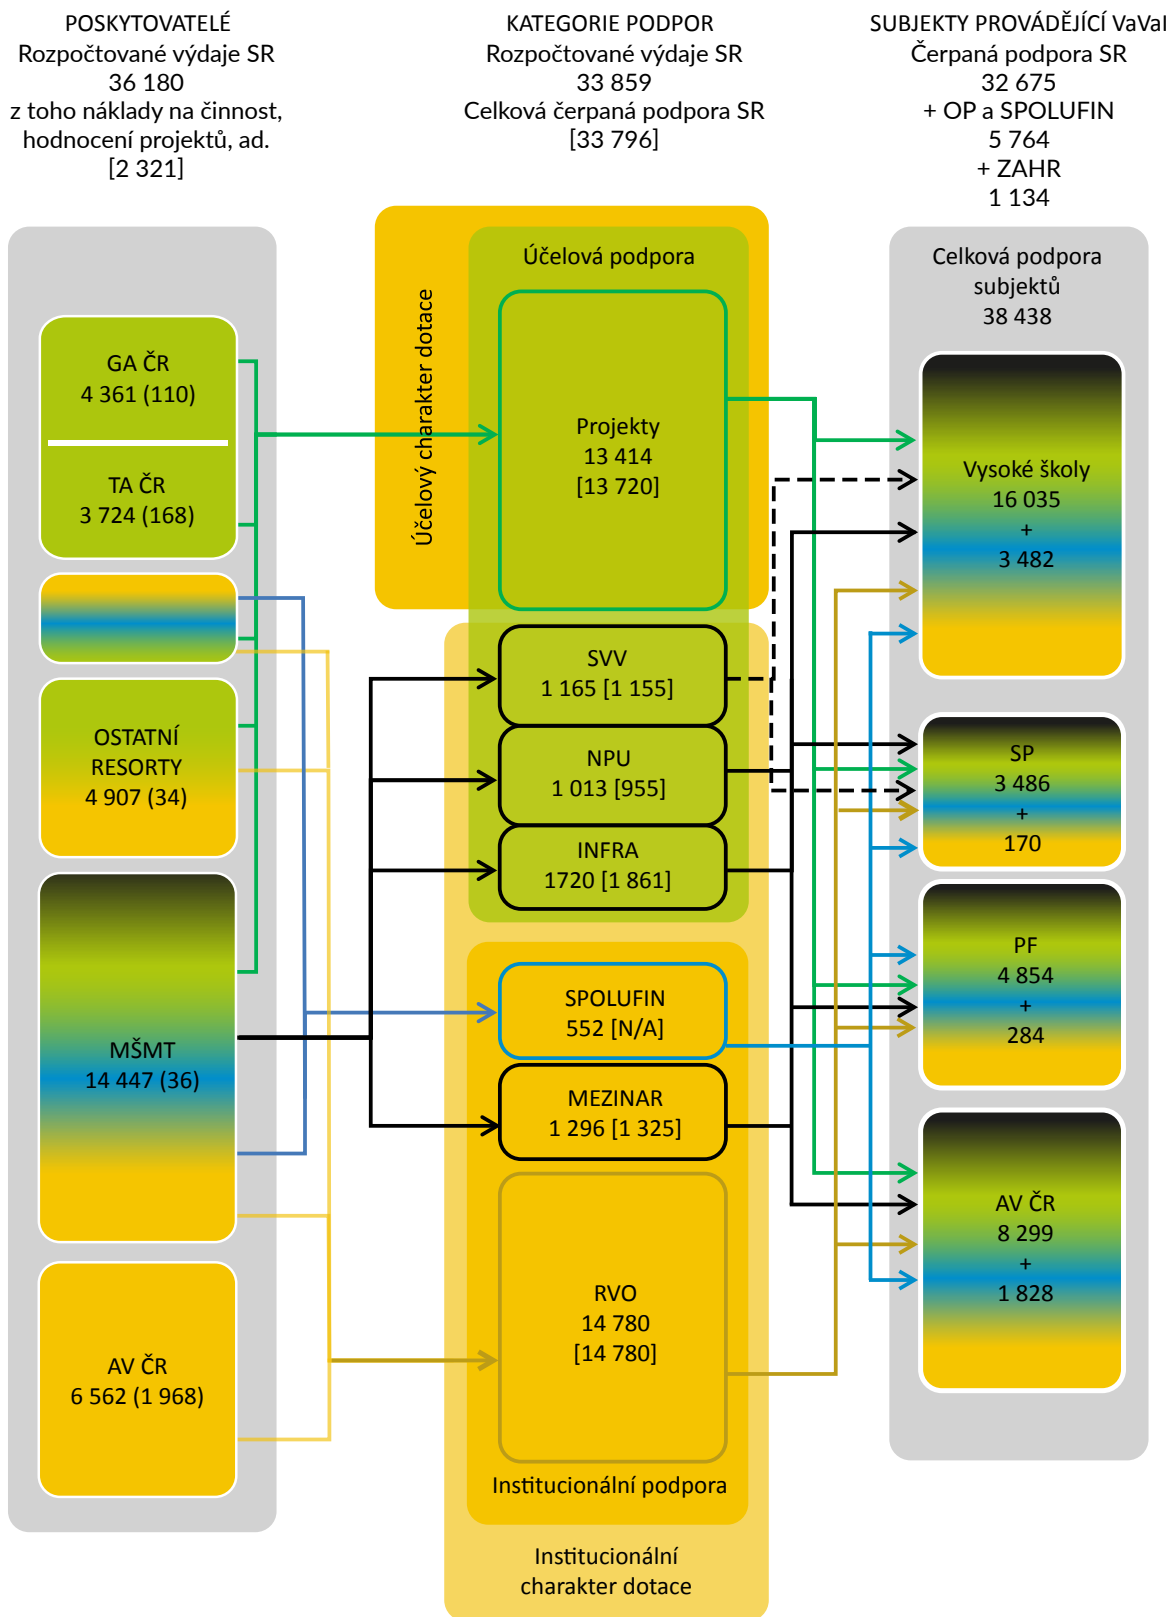 POSKYTOVATELÉ
Rozpočtované výdaje SR
36 180
z toho náklady na činnost,
hodnocení projektů, ad.
[2 321]
KATEGORIE PODPOR
Rozpočtované výdaje SR
33 859
Celková čerpaná podpora SR
[33 796]
SUBJEKTY PROVÁDĚJÍCÍ VaVaI
Čerpaná podpora SR
32 675
+ OP a SPOLUFIN
5 764
+ ZAHR
1 134
GA ČR
4 361 (110)
TA ČR
3 724 (168)
OSTATNÍ
RESORTY
4 907 (34)
MŠMT
14 447 (36)
AV ČR
6 562 (1 968)
Účelový charakter dotace
Účelová podpora
Projekty
13 414
[13 720]
SVV
1 165 [1 155]
NPU
1 013 [955]
INFRA
1720 [1 861]
SPOLUFIN
552 [N/A]
MEZINAR
1 296 [1 325]
RVO
14 780
[14 780]
Institucionální podpora
Institucionální
charakter dotace
Celková podpora
subjektů
38 438
Vysoké školy
16 035
+
3 482
SP
3 486
+
170
PF
4 854
+
284
AV ČR
8 299
+
1 828